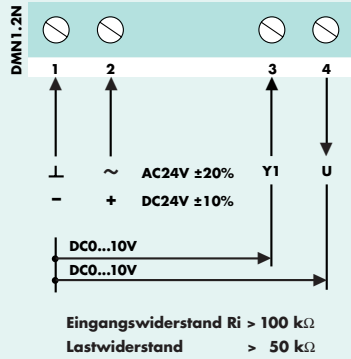 DMN1.2N
1 2 3 4
⊥ ~ AC24V ±20% Y1 U
– + DC24V ±10%
DC0...10V
DC0...10V
Eingangswiderstand Ri > 100 kΩ
Lastwiderstand > 50 kΩ